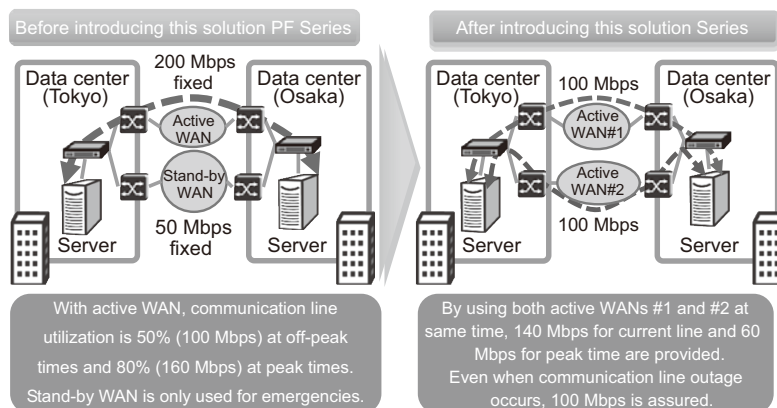 Before introducing this solution PF Series
200 Mbps
fixed
Data center
(Tokyo)
Data center
(Osaka)
Active
WAN
Stand-by
WAN
50 Mbps
fixed
Server
Server
With active WAN, communication line
utilization is 50% (100 Mbps) at off-peak
times and 80% (160 Mbps) at peak times.
Stand-by WAN is only used for emergencies.
After introducing this solution Series
Data center
(Tokyo)
100 Mbps
Data center
(Osaka)
Active
WAN#1
Active
WAN#2
100 Mbps
Server
Server
By using both active WANs #1 and #2 at
same time, 140 Mbps for current line and 60
Mbps for peak time are provided.
Even when communication line outage
occurs, 100 Mbps is assured.